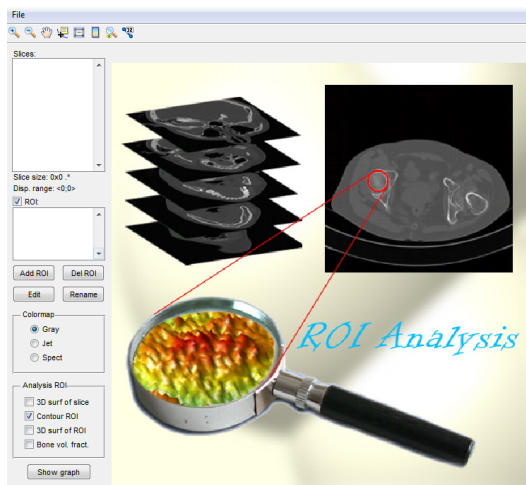 File
Slices:
Slice size: 0x0 .*
Disp. range: <0;0>
ROI:
Add ROI Del ROI
Edit Rename
Colormap
Gray
Jet
Spect
Analysis ROI
3D surf of slice
Contour ROI
3D surf of ROI
Bone vol. fract.
Show graph
ROI Analysis